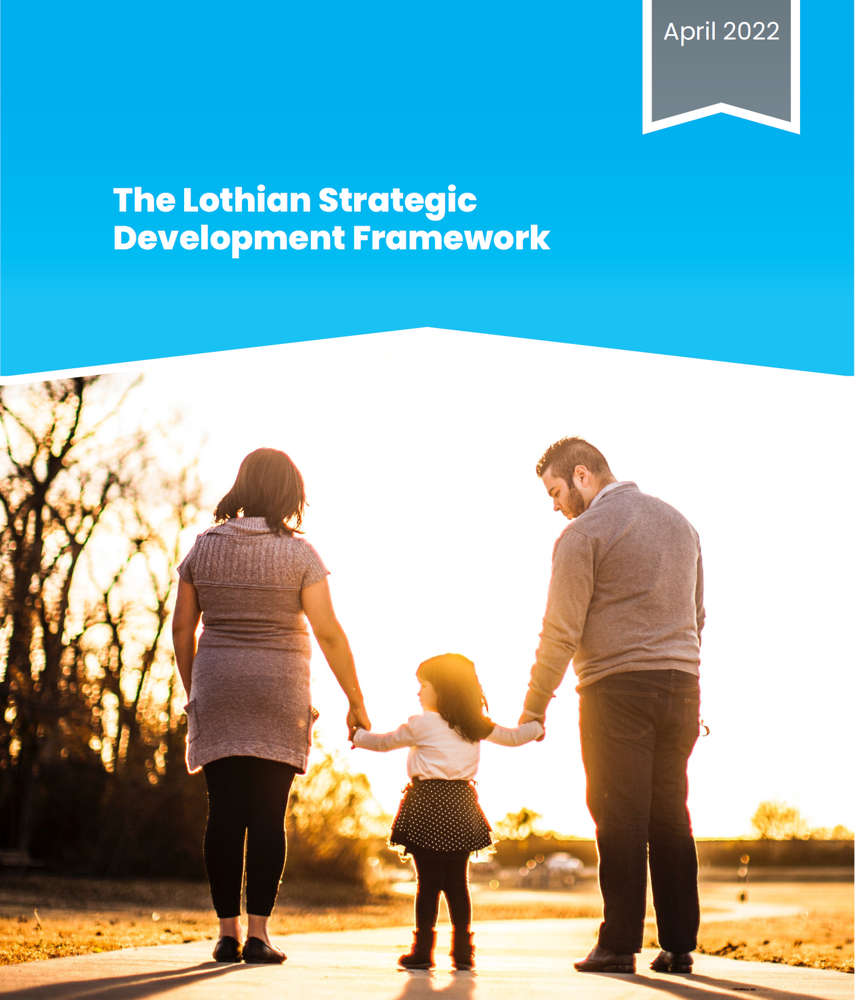 April 2022
The Lothian Strategic
Development Framework